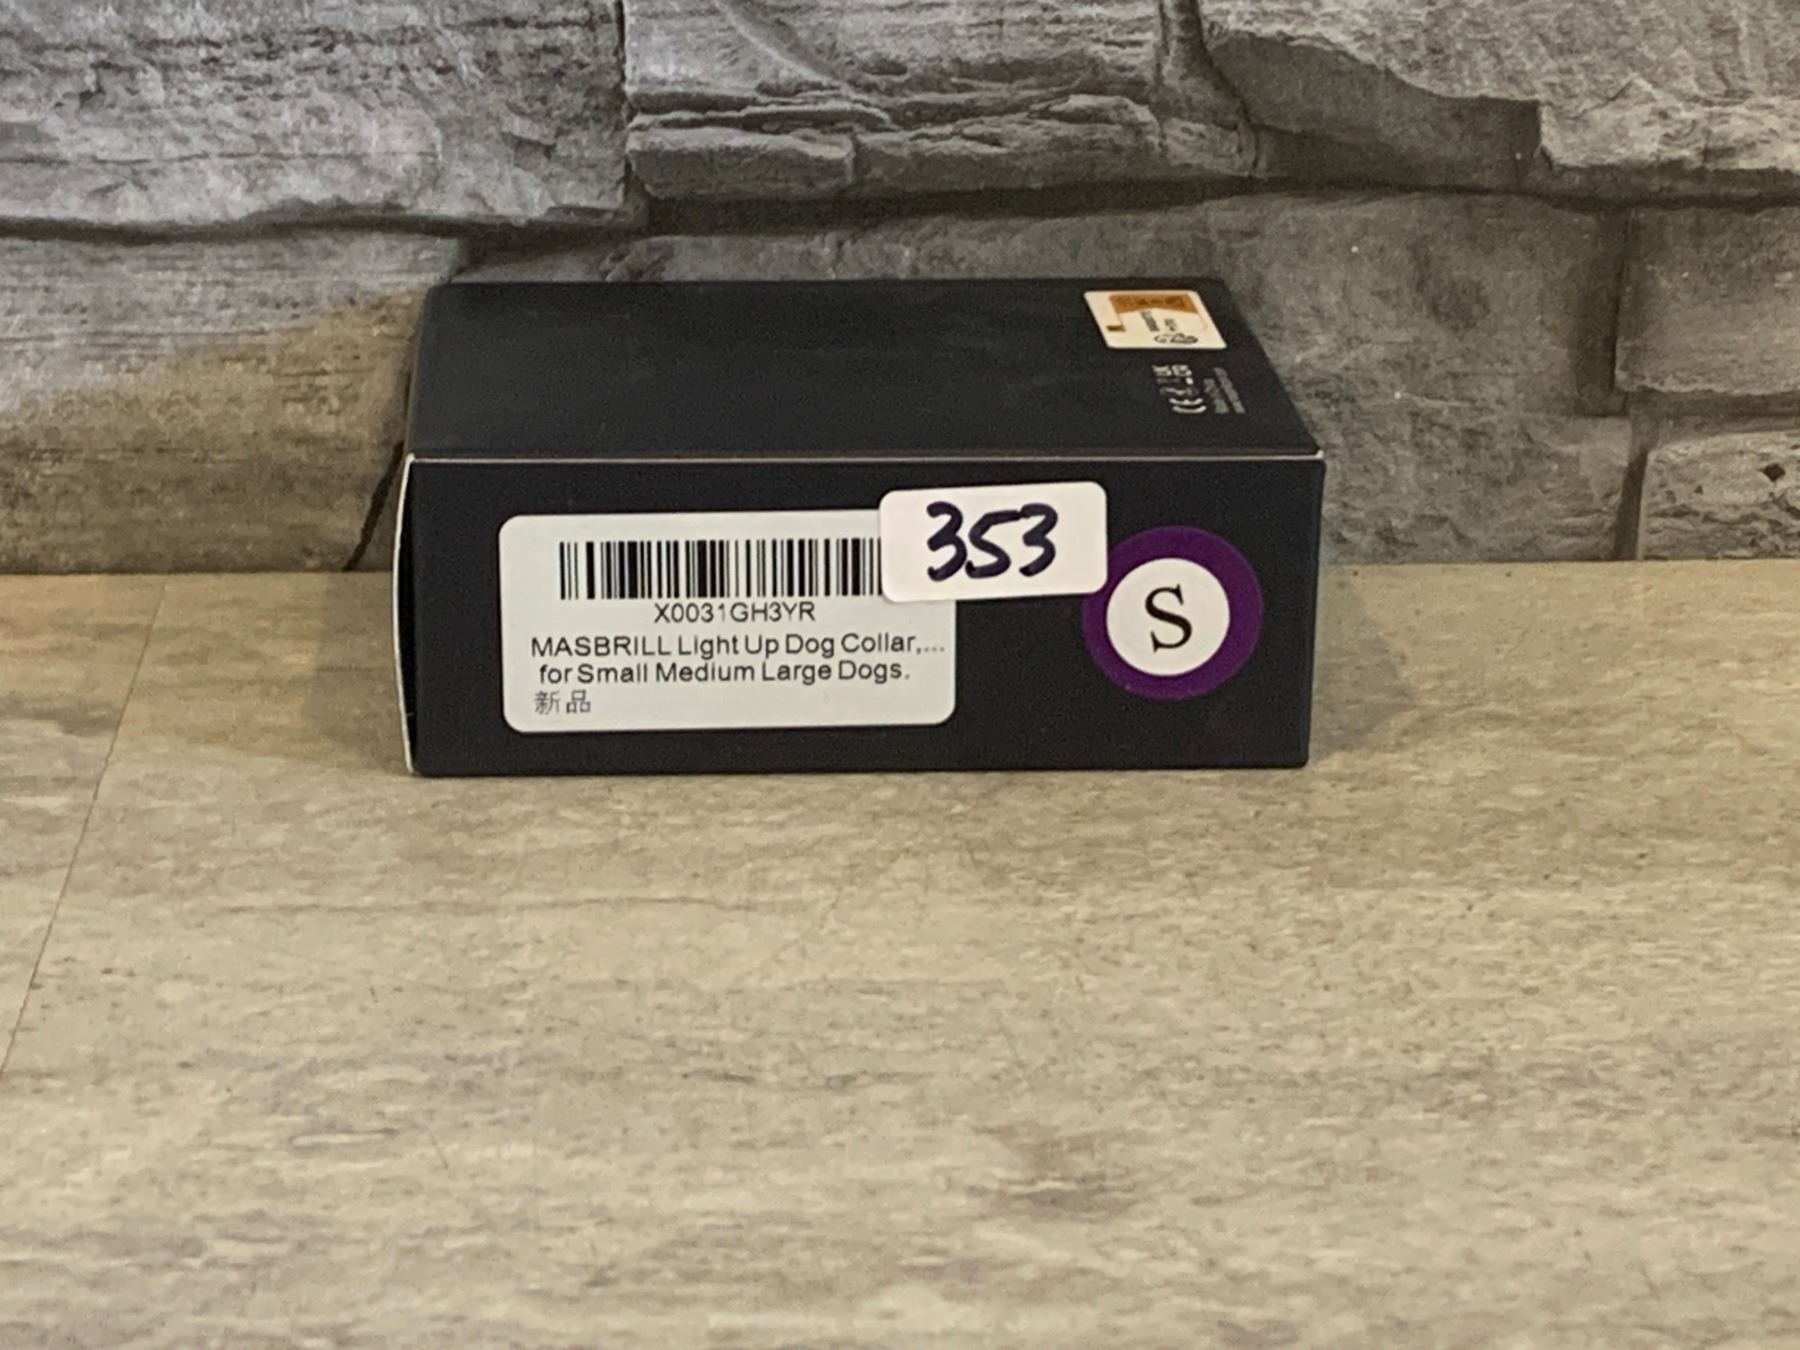 353
S
X0031GH3YR
MASBRILL Light Up Dog Collar,...
for Small Medium Large Dogs.
新品